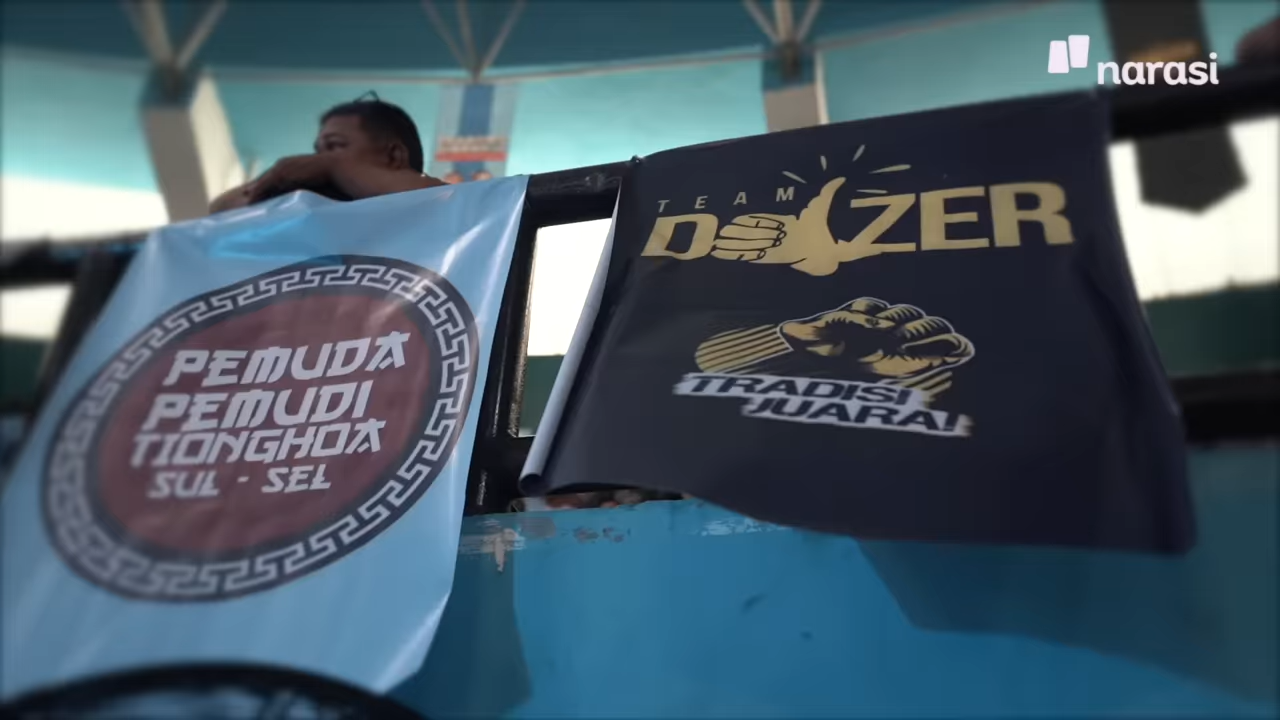 narasi
PEMUDA
PEMUDI
TIONGHOA
SUL - SEL
TEAM
DOZER
TRADISI
JUARA!